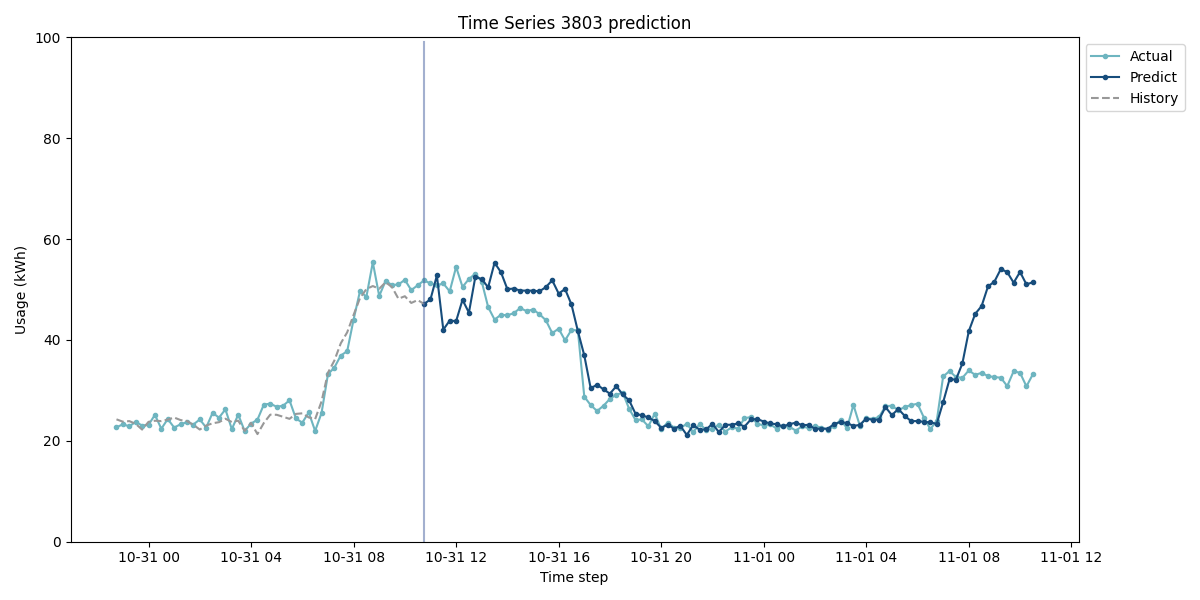 Time Series 3803 prediction
100
80
60
40
20
0
Usage (kWh)
10-31 00
10-31 04
10-31 08
10-31 12
10-31 16
10-31 20
11-01 00
11-01 04
11-01 08
11-01 12
Time step
Actual
Predict
History